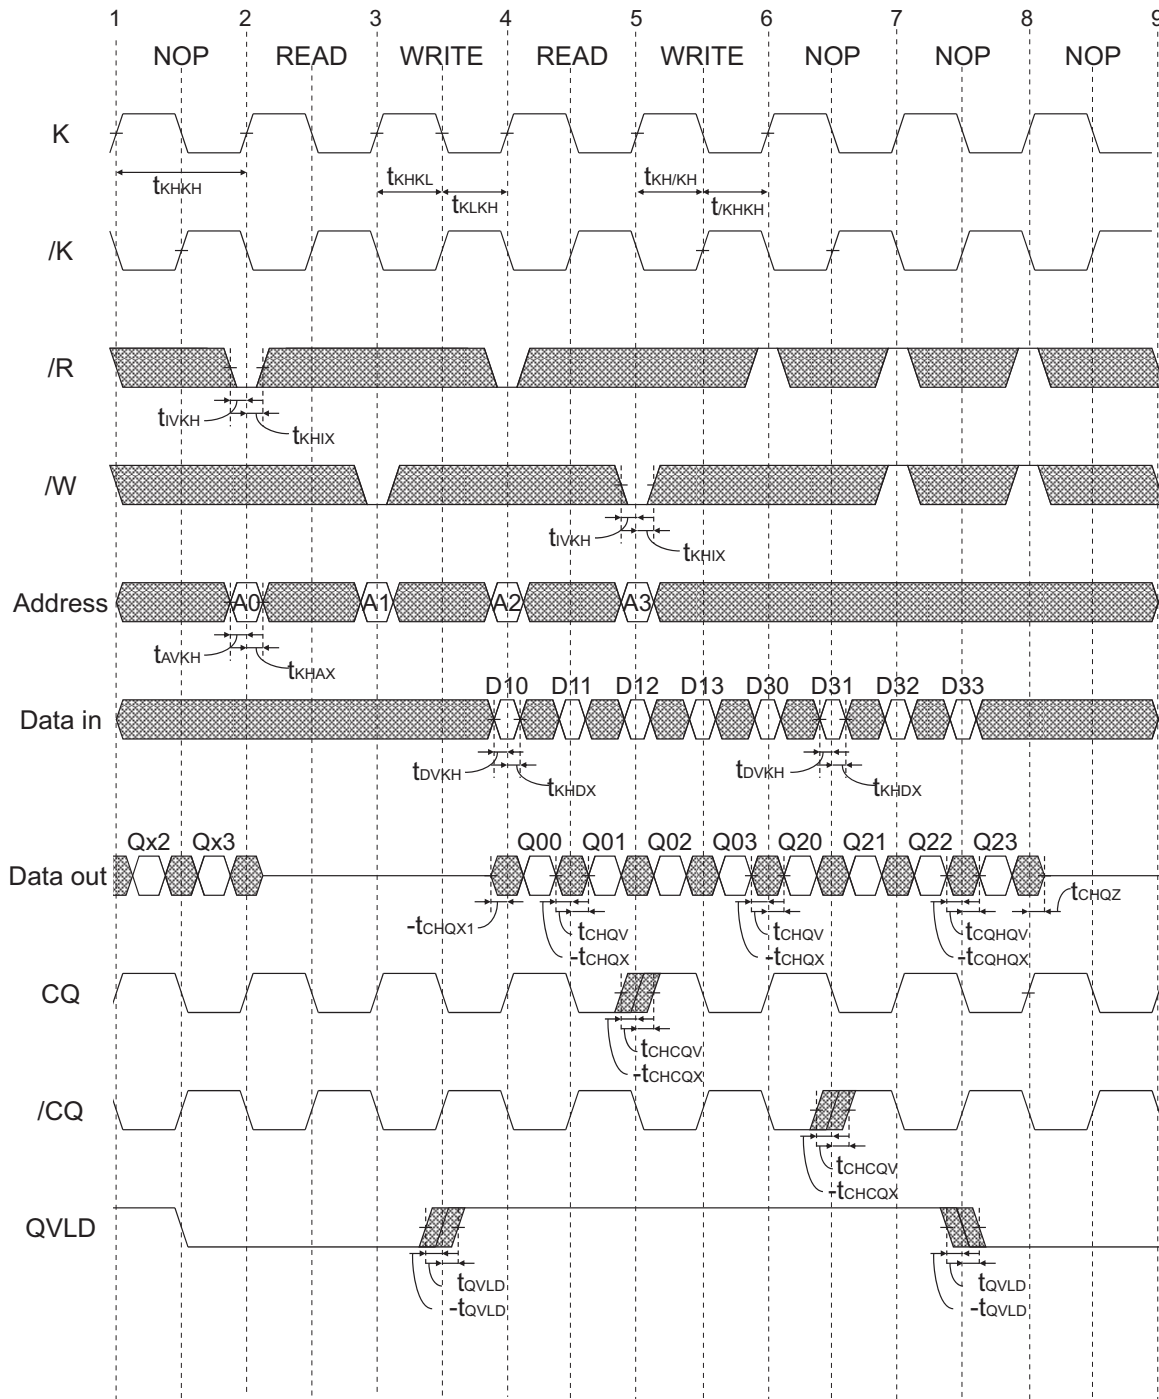 1 2 3 4 5 6 7 8 9
NOP READ WRITE READ WRITE NOP NOP NOP
K
tKHKH tKHKL tKLKH tKH/KH t/KHKH
/K
/R
tIVKH tKHIX
/W
tIVKH tKHIX
Address A0 A1 A2 A3
tAVKH tKHAX
D10 D11 D12 D13 D30 D31 D32 D33
Data in
tDVKH tKHDX tDVKH tKHDX
Qx2 Qx3 Q00 Q01 Q02 Q03 Q20 Q21 Q22 Q23
Data out
tCHQZ
-tCHQX1 tCHQV tCHQV tCQHQV
-tCHQX -tCHQX -tCQHQX
CQ
tCHCQV
-tCHCQX
/CQ
tCHCQV
-tCHCQX
QVLD
tQVLD tQVLD
-tQVLD -tQVLD